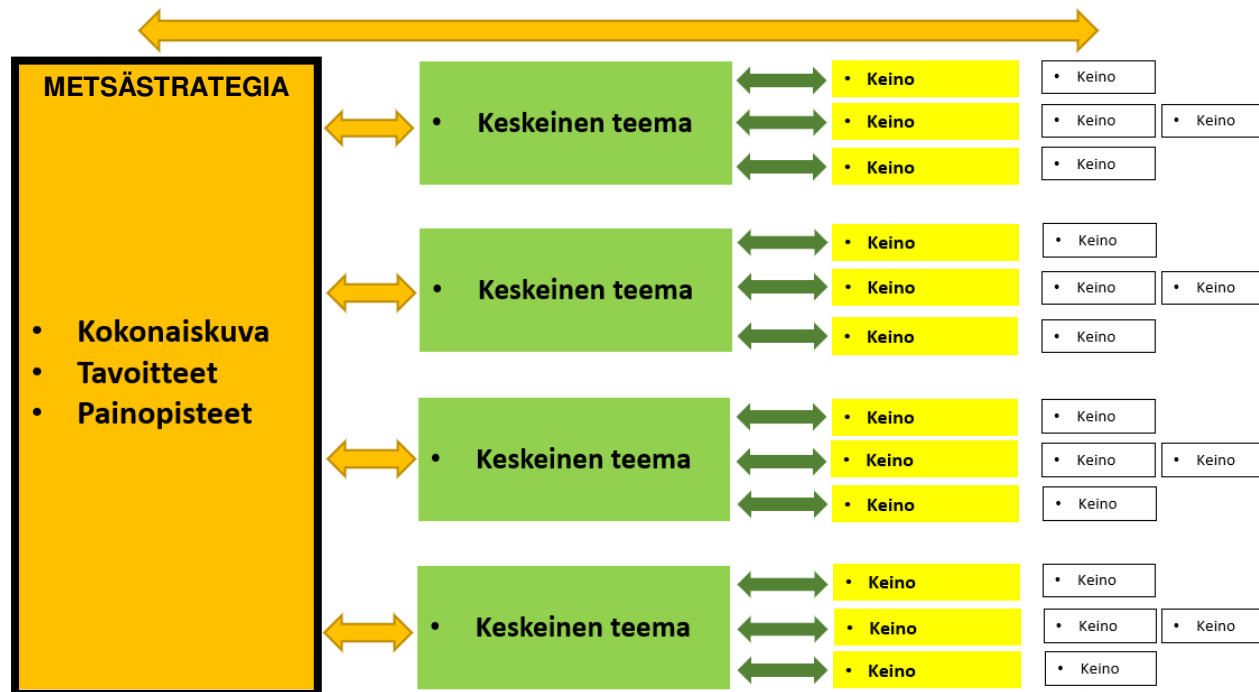 METSÄSTRATEGIA
• Kokonaiskuva
• Tavoitteet
• Painopisteet
• Keskeinen teema
• Keino
• Keino
• Keino
• Keino
• Keino
• Keino
• Keino
• Keskeinen teema
• Keino
• Keino
• Keino
• Keino
• Keino
• Keino
• Keino
• Keskeinen teema
• Keino
• Keino
• Keino
• Keino
• Keino
• Keino
• Keino
• Keskeinen teema
• Keino
• Keino
• Keino
• Keino
• Keino
• Keino
• Keino